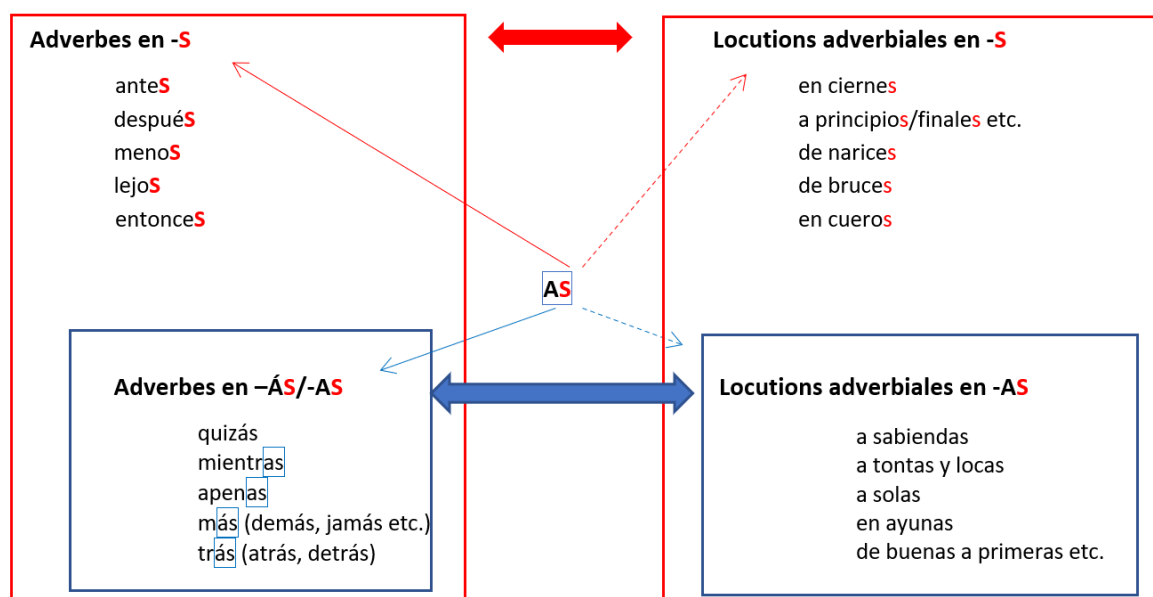 Adverbes en -S
anteS
despuéS
menoS
lejoS
entonceS
Locutions adverbiales en -S
en ciernes
a principios/finales etc.
de narices
de bruces
en cueros
AS
Adverbes en –ÁS/-AS
quizás
mientras
apenas
más (demás, jamás etc.)
trás (atrás, detrás)
Locutions adverbiales en -AS
a sabiendas
a tontas y locas
a solas
en ayunas
de buenas a primeras etc.